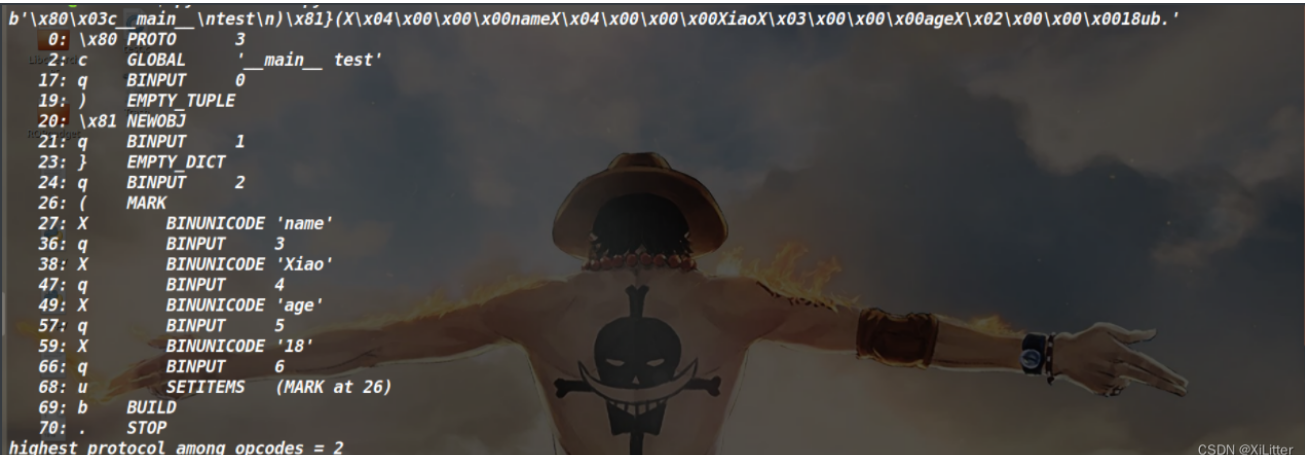 b'\x80\x03c__main__\ntest\n)\x81}(X\x04\x00\x00\x00nameX\x04\x00\x00\x00XiaoX\x03\x00\x00\x00ageX\x02\x00\x00\x0018ub.'
0: \x80 PROTO 3
2: c GLOBAL '__main__ test'
17: q BINPUT 0
19: ) EMPTY_TUPLE
20: \x81 NEWOBJ
21: q BINPUT 1
23: } EMPTY_DICT
24: q BINPUT 2
26: ( MARK
27: X BINUNICODE 'name'
36: q BINPUT 3
38: X BINUNICODE 'Xiao'
47: q BINPUT 4
49: X BINUNICODE 'age'
57: q BINPUT 5
59: X BINUNICODE '18'
66: q BINPUT 6
68: u SETITEMS (MARK at 26)
69: b BUILD
70: . STOP
highest protocol among opcodes = 2
CSDN @XiLitter